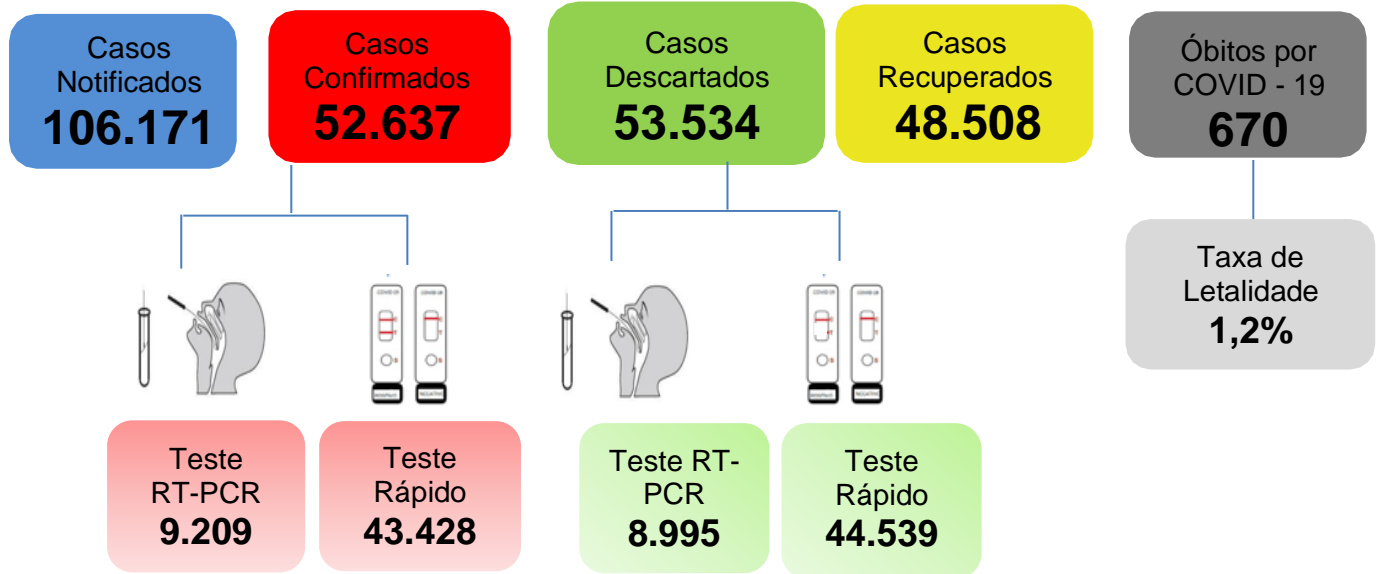 Casos
Notificados
106.171
Casos
Confirmados
52.637
Casos
Descartados
53.534
Casos
Recuperados
48.508
Óbitos por
COVID - 19
670
Taxa de
Letalidade
1,2%
C
T
S
C
T
S
Teste
RT-PCR
9.209
Teste
Rápido
43.428
Teste RT-
PCR
8.995
Teste
Rápido
44.539